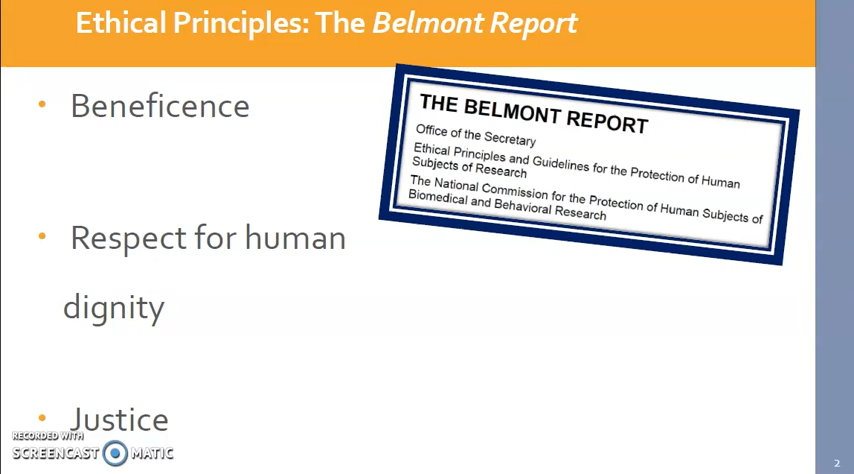 Ethical Principles: The Belmont Report
• Beneficence
• Respect for human
dignity
• Justice
THE BELMONT REPORT
Office of the Secretary
Ethical Principles and Guidelines for the Protection of Human
Subjects of Research
The National Commission for the Protection of Human Subjects of
Biomedical and Behavioral Research
RECORDED WITH
SCREENCAST MATIC
2